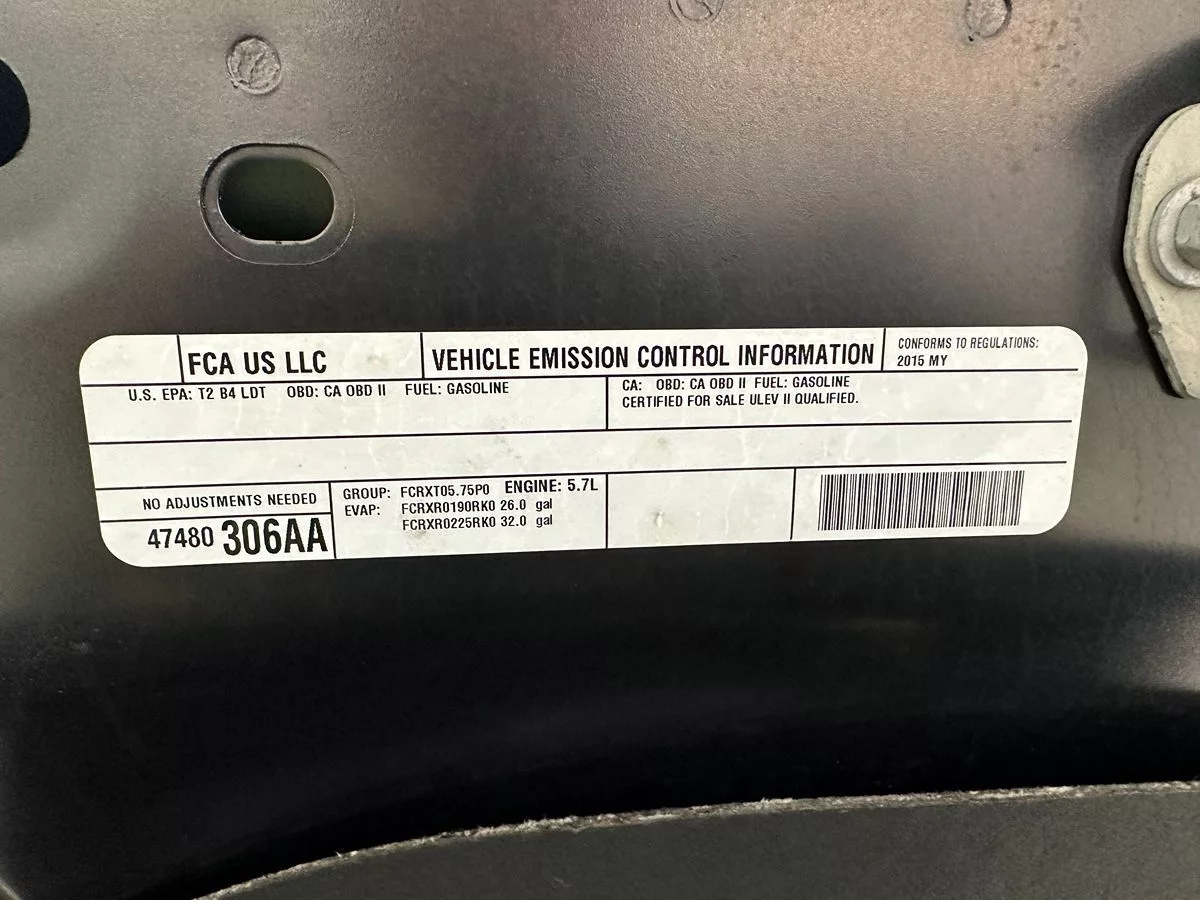 FCA US LLC
VEHICLE EMISSION CONTROL INFORMATION
CONFORMS TO REGULATIONS:
2015 MY
U.S. EPA: T2 B4 LDT OBD: CA OBD II FUEL: GASOLINE
CA: OBD: CA OBD II FUEL: GASOLINE
CERTIFIED FOR SALE ULEV II QUALIFIED.
NO ADJUSTMENTS NEEDED
47480 306AA
GROUP: FCRXT05.75P0 ENGINE: 5.7L
EVAP: FCRXR0190RK0 26.0 gal
FCRXR0225RK0 32.0 gal